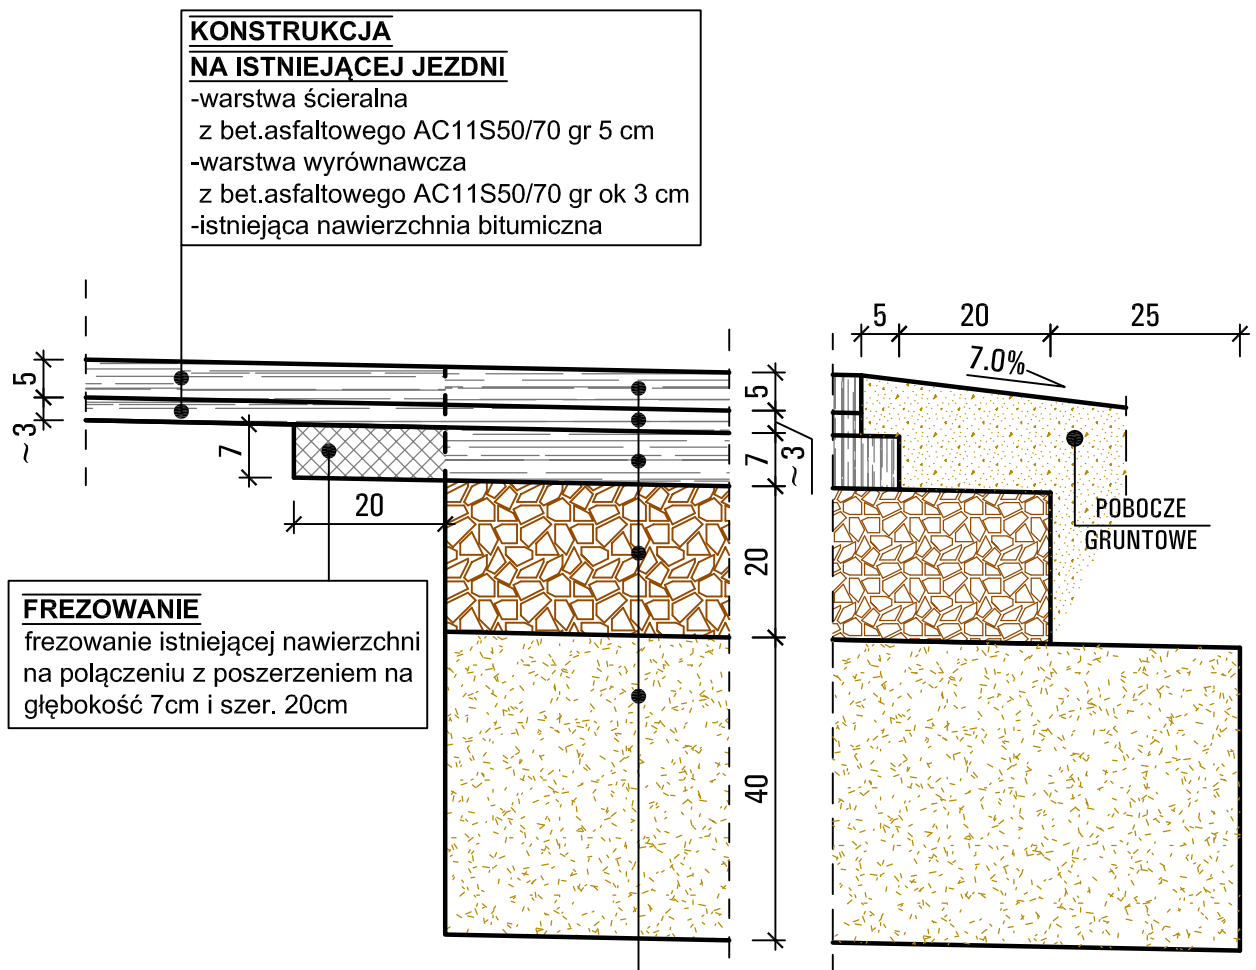 KONSTRUKCJA
NA ISTNIEJĄCEJ JEZDNI
-warstwa ścieralna
z bet.asfaltowego AC11S50/70 gr 5 cm
-warstwa wyrównawcza
z bet.asfaltowego AC11S50/70 gr ok 3 cm
-istniejąca nawierzchnia bitumiczna
5 20 25
7.0%
5
~3
7
20
5
~3
7
20
40
POBOCZE
GRUNTOWE
FREZOWANIE
frezowanie istniejącej nawierzchni
na połączeniu z poszerzeniem na
głębokość 7cm i szer. 20cm